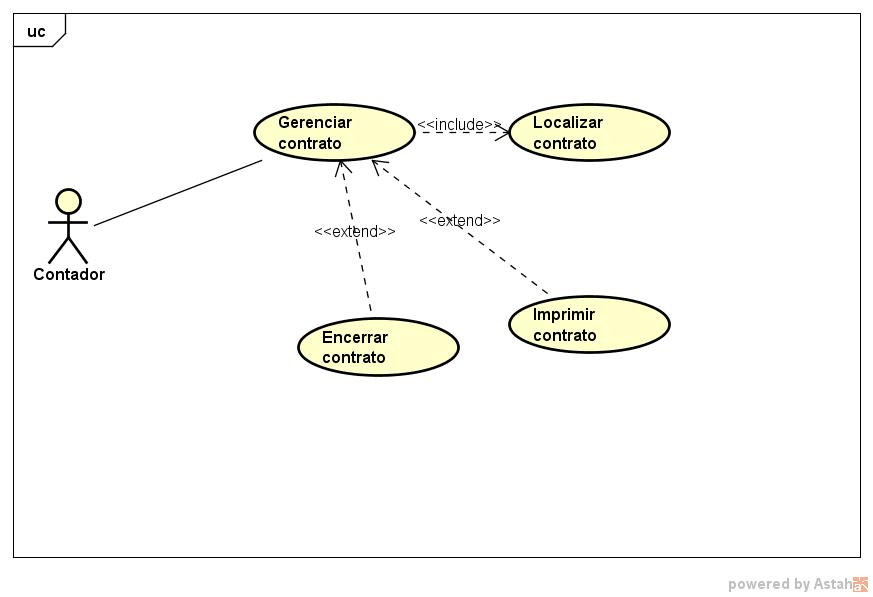 uc
Gerenciar
contrato
<<include>>
Localizar
contrato
Contador
<<extend>>
<<extend>>
Encerrar
contrato
Imprimir
contrato
powered by Astah